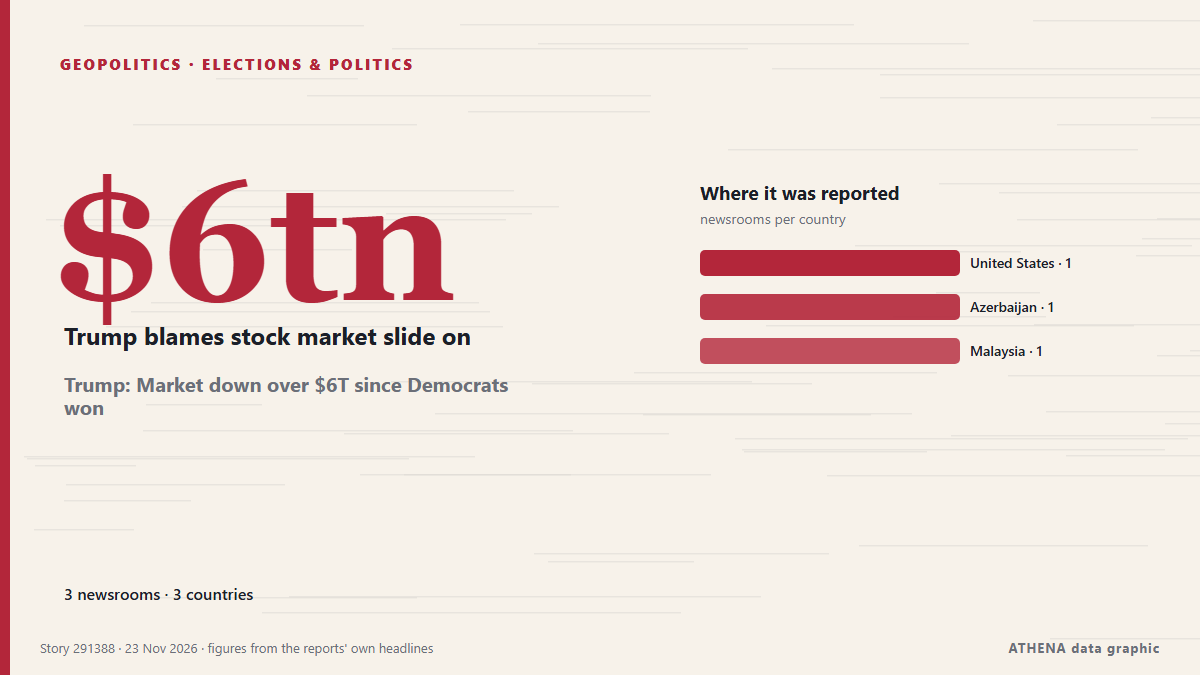 GEOPOLITICS · ELECTIONS & POLITICS
$6tn
Trump blames stock market slide on
Trump: Market down over $6T since Democrats
won
Where it was reported
newsrooms per country
United States · 1
Azerbaijan · 1
Malaysia · 1
3 newsrooms · 3 countries
Story 291388 · 23 Nov 2026 · figures from the reports' own headlines
ATHENA data graphic